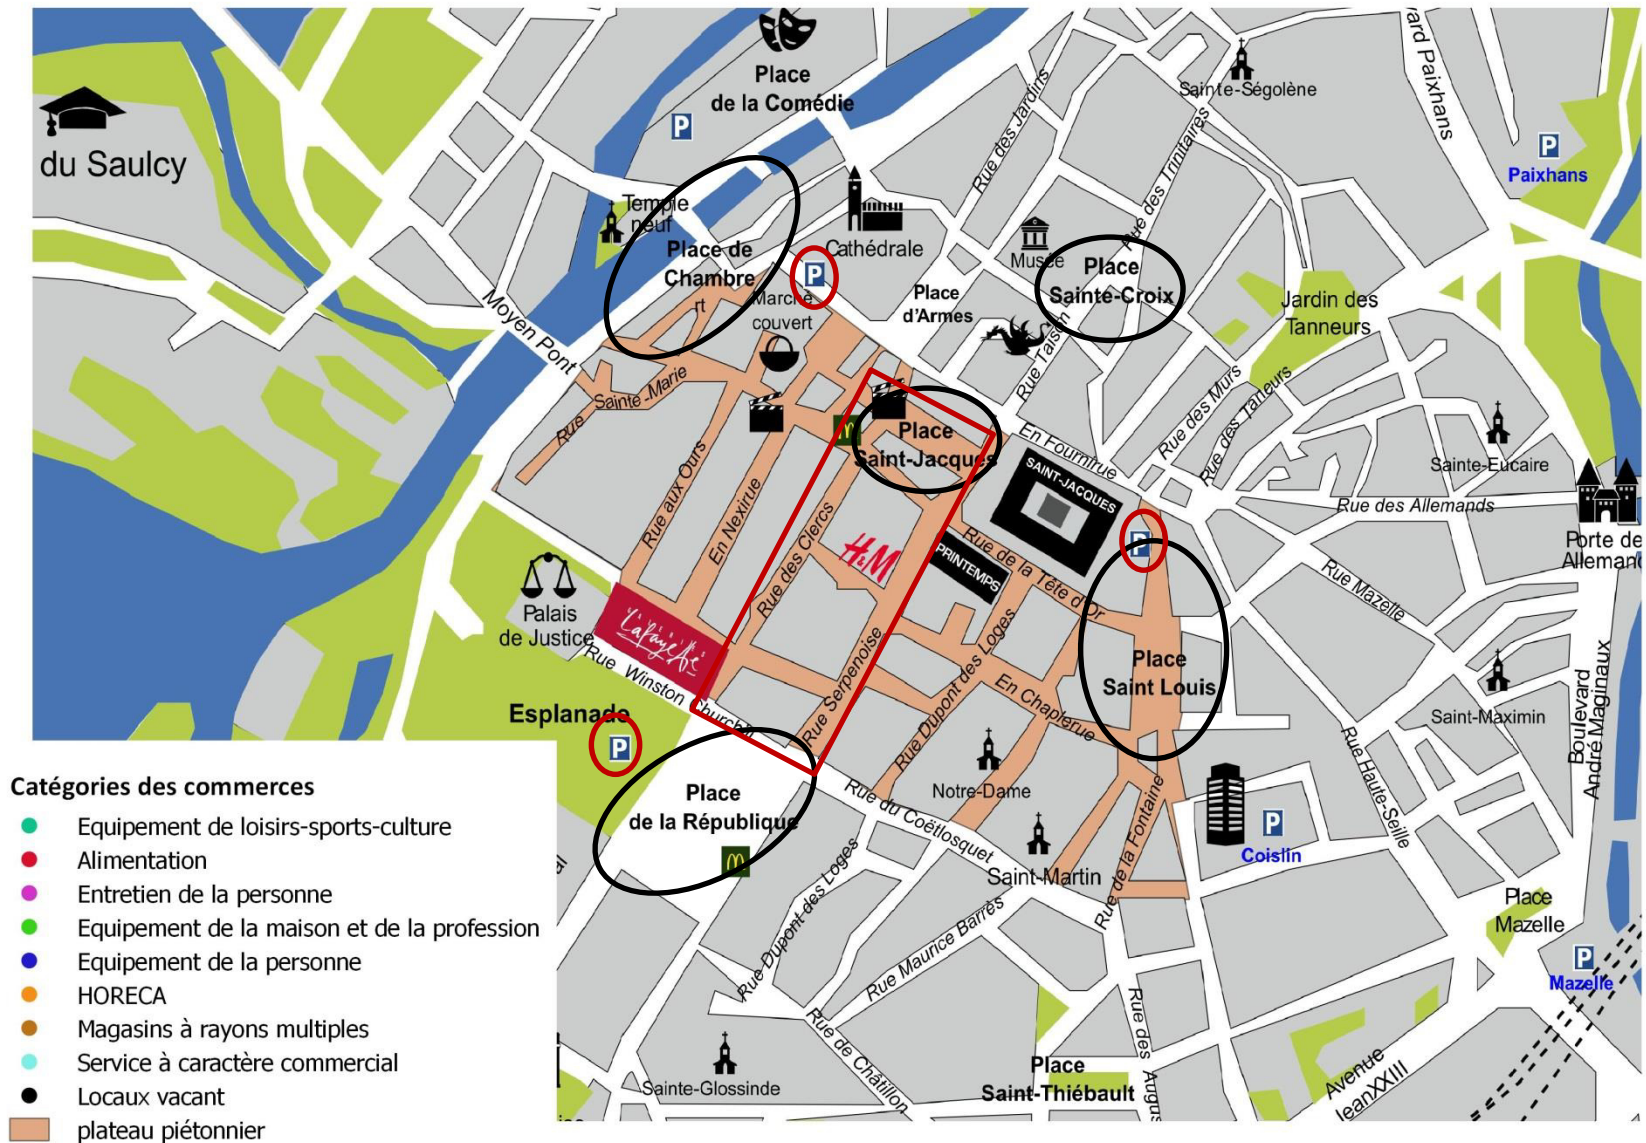 Place
de la Comédie
P
du Saulcy
Sainte-Ségolène
Boulevard Paixhans
P
Paixhans
Rue des Jardins
Rue des Trinitaires
Temple
neuf
Place de
Chambre
rt
Cathédrale
P
Musée
Place
Sainte-Croix
Place
d'Armes
Jardin des
Tanneurs
Moyen Pont
Marché
couvert
Rue Taison
Rue Sainte-Marie
Rue des Murs
Rue des Taneurs
Place
Saint-Jacques
En Fournirue
SAINT-JACQUES
Sainte-Eucaire
Rue des Allemands
Porte de
Alleman
Rue aux Ours
En Nexirue
Rue des Clercs
H&M
PRINTEMPS
Rue de la Tête d'Or
P
Rue Mazelle
Palais
de Justice
Lafayette
Rue Winston Churchill
Rue Serpenoise
Rue Dupont des Loges
En Chaplerue
Place
Saint Louis
Saint-Maximin
Boulevard
André Maginaux
Esplanade
P
Place
de la République
Notre-Dame
Rue du Coëtlosquet
Saint-Martin
Rue de la Fontaine
P
Coislin
Rue Haute-Seille
Place
Mazelle
P
Mazelle
Rue Dupont des Loges
Rue Maurice Barrès
Rue de Châtillon
Rue des Augus
Sainte-Glossinde
Place
Saint-Thiébault
Avenue
JeanXXIII
Catégories des commerces
Equipement de loisirs-sports-culture
Alimentation
Entretien de la personne
Equipement de la maison et de la profession
Equipement de la personne
HORECA
Magasins à rayons multiples
Service à caractère commercial
Locaux vacant
plateau piétonnier